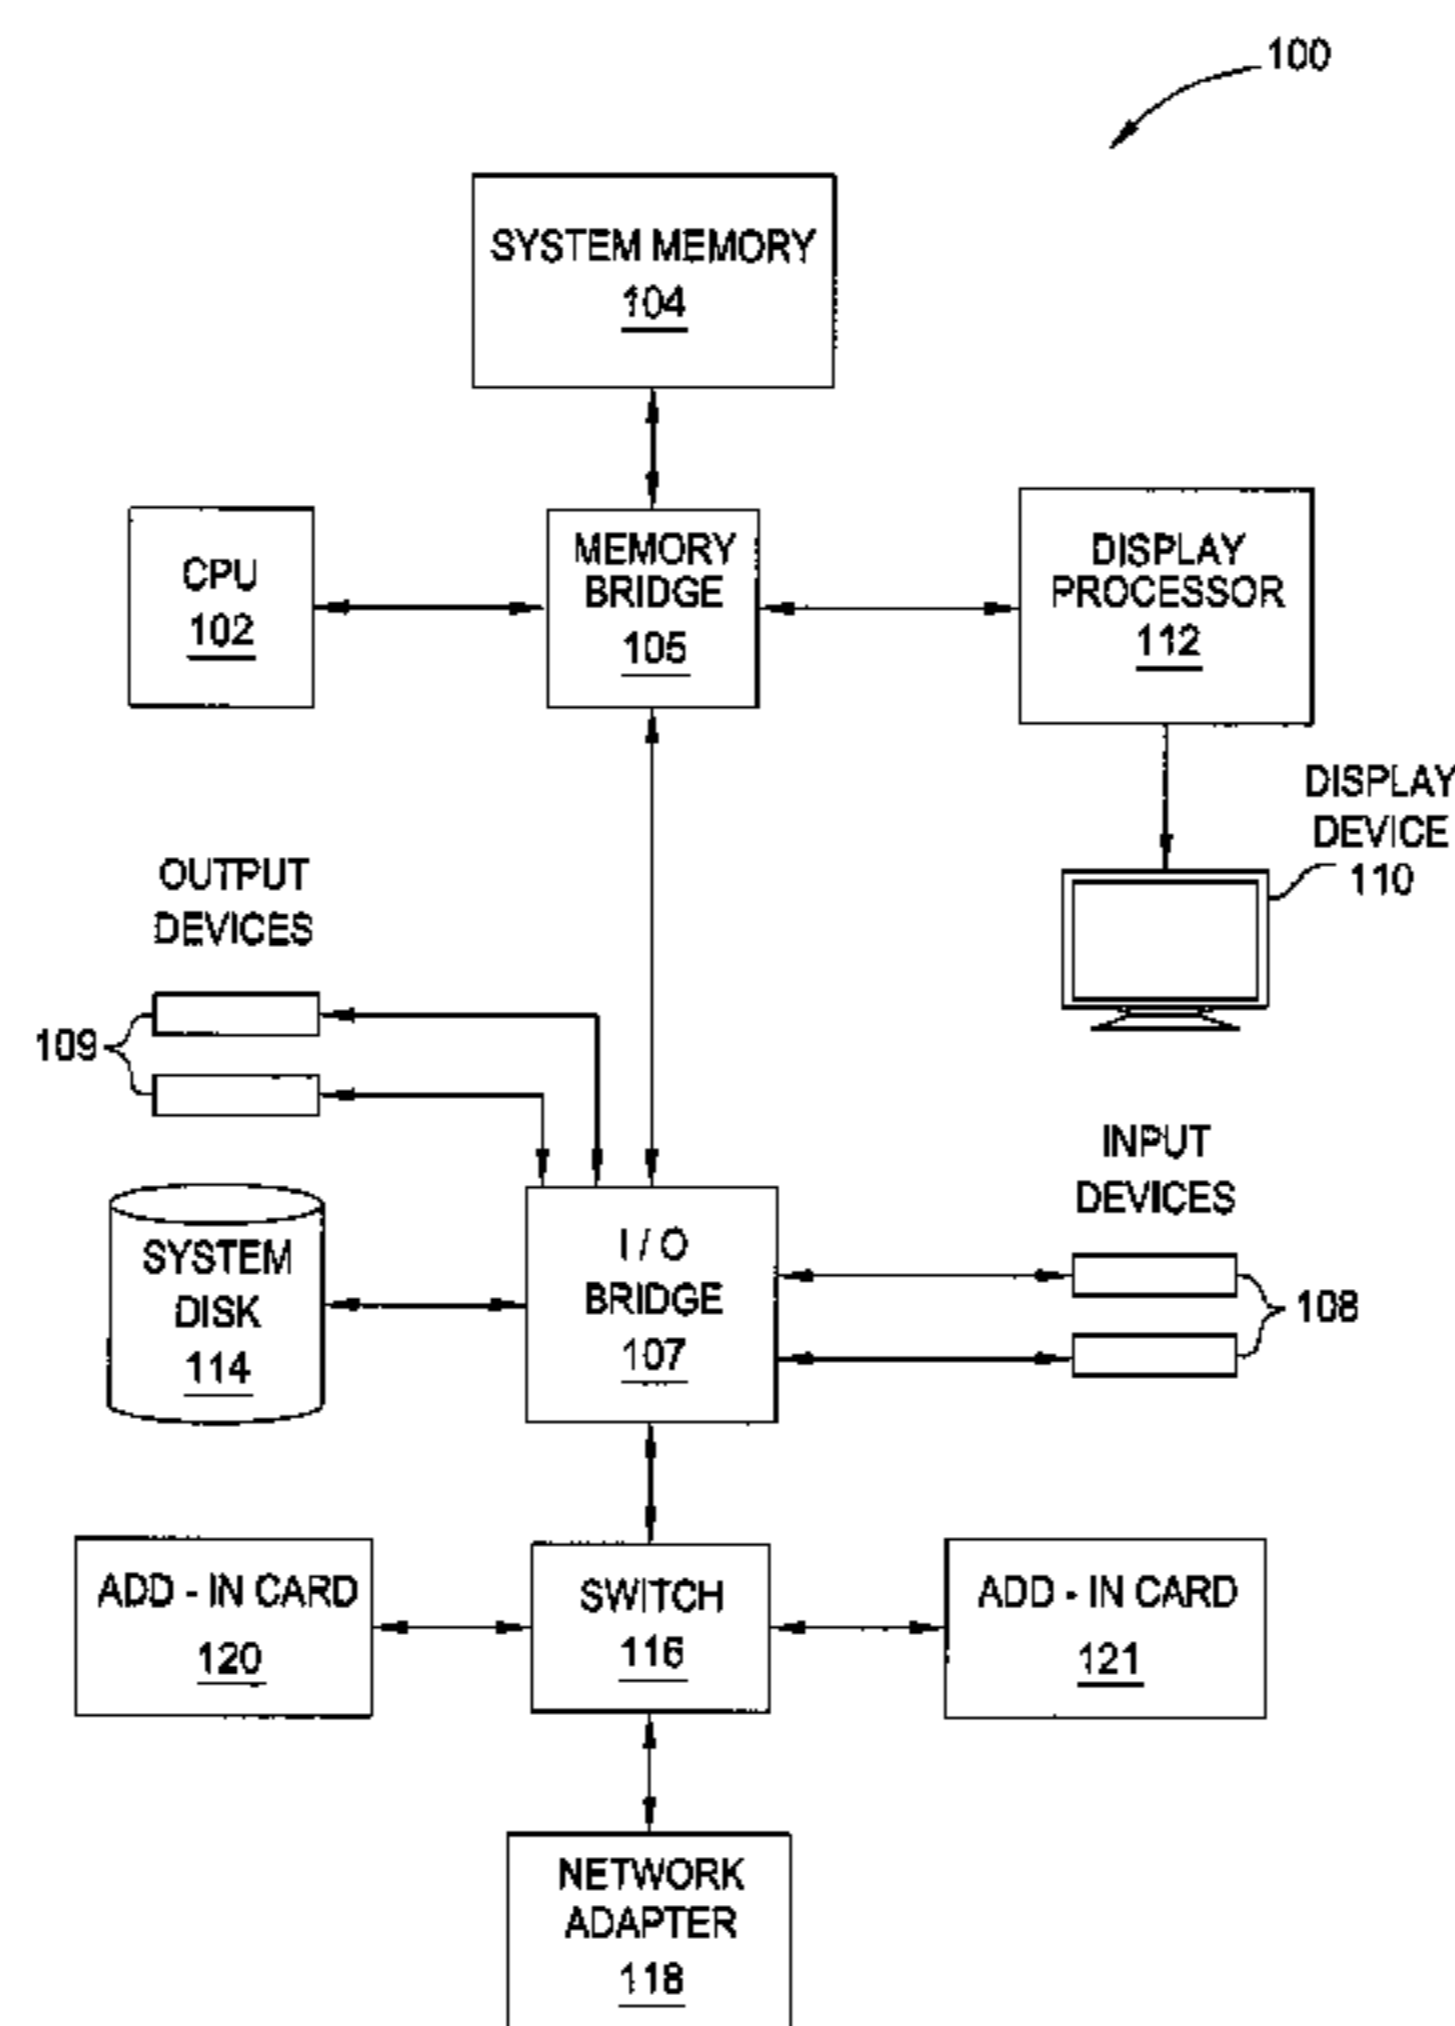 100
SYSTEM MEMORY
104
CPU
102
MEMORY
BRIDGE
105
DISPLAY
PROCESSOR
112
DISPLAY
DEVICE
110
OUTPUT
DEVICES
109
INPUT
DEVICES
108
SYSTEM
DISK
114
I / O
BRIDGE
107
ADD - IN CARD
120
SWITCH
116
ADD - IN CARD
121
NETWORK
ADAPTER
118